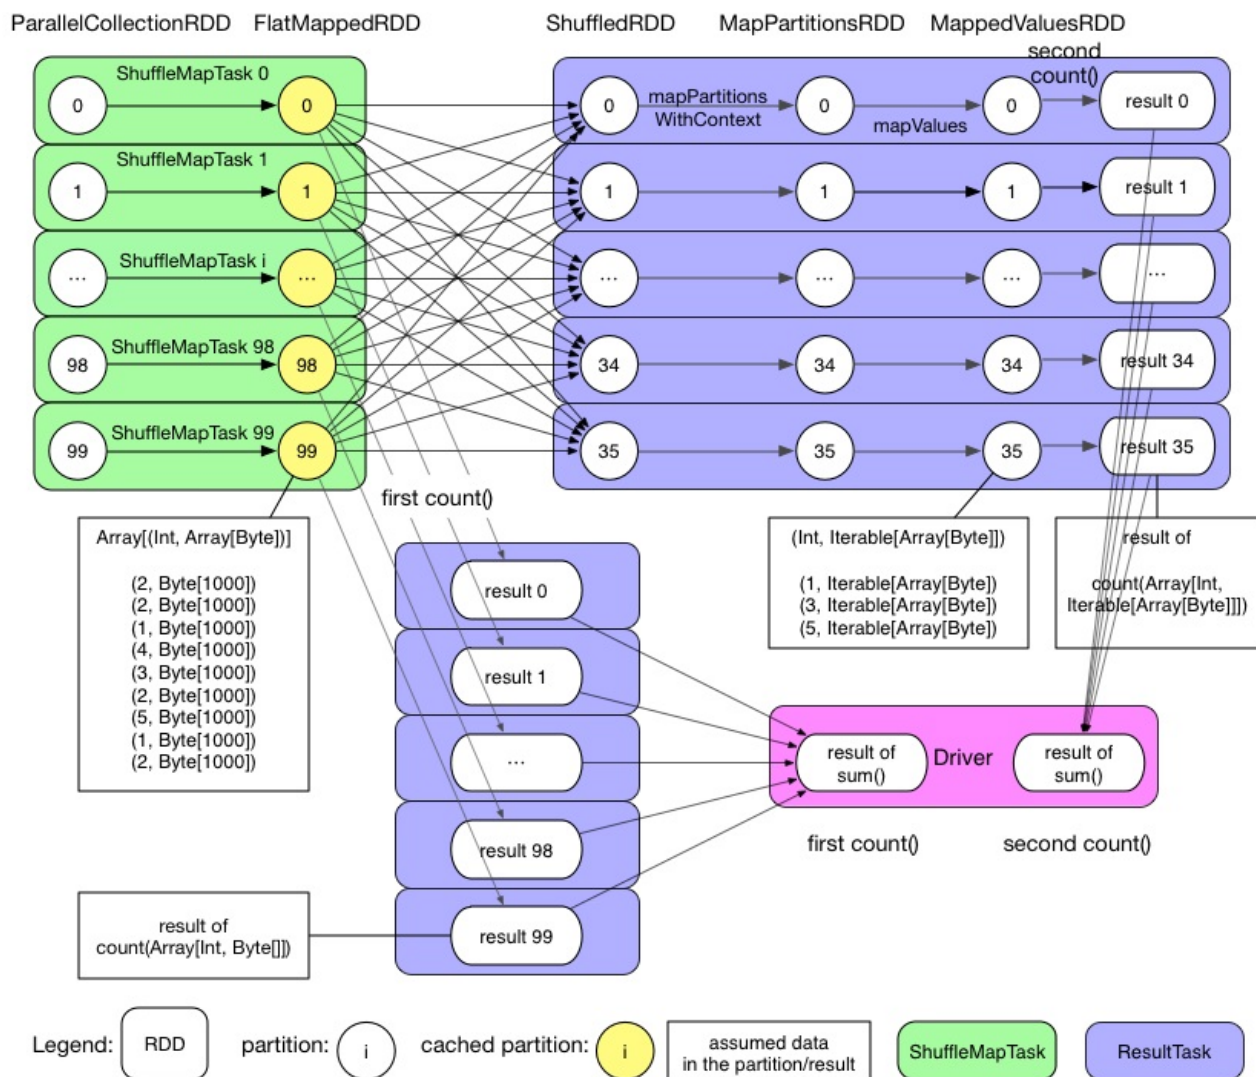 ParallelCollectionRDD FlatMappedRDD ShuffledRDD MapPartitionsRDD MappedValuesRDD
second
count()
ShuffleMapTask 0
0 0 0 mapPartitions
WithContext 0 mapValues 0 result 0
ShuffleMapTask 1
1 1 1 1 1 result 1
ShuffleMapTask i
... ... ... ... ... ...
ShuffleMapTask 98
98 98 34 34 34 result 34
ShuffleMapTask 99
99 99 35 35 35 result 35
first count()
Array[(Int, Array[Byte])]
(2, Byte[1000])
(2, Byte[1000])
(1, Byte[1000])
(4, Byte[1000])
(3, Byte[1000])
(2, Byte[1000])
(5, Byte[1000])
(1, Byte[1000])
(2, Byte[1000])
(Int, Iterable[Array[Byte]])
(1, Iterable[Array[Byte])
(3, Iterable[Array[Byte])
(5, Iterable[Array[Byte])
result of
count(Array[Int,
Iterable[Array[Byte]]])
result 0
result 1
...
result 98
result 99
result of
sum()
Driver
result of
sum()
first count() second count()
result of
count(Array[Int, Byte[]])
Legend: RDD partition: i cached partition: i assumed data
in the partition/result
ShuffleMapTask ResultTask